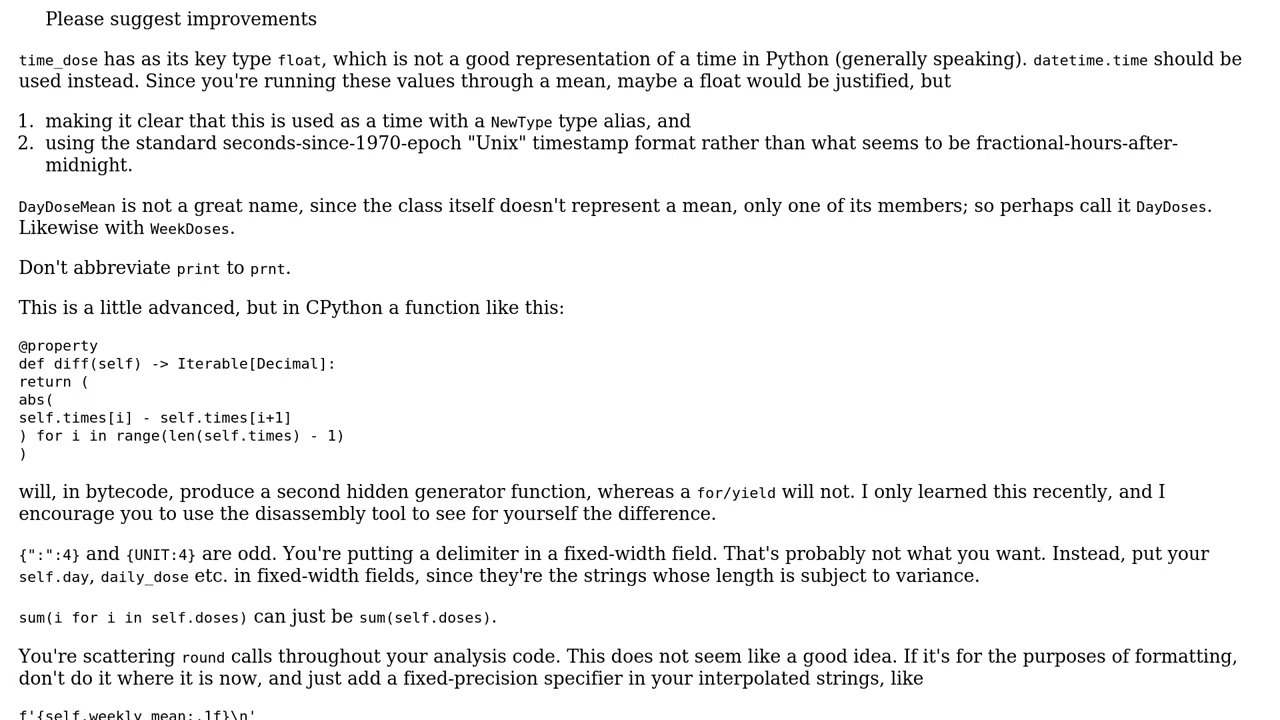 Please suggest improvements
time_dose has as its key type float, which is not a good representation of a time in Python (generally speaking). datetime.time should be
used instead. Since you're running these values through a mean, maybe a float would be justified, but
1. making it clear that this is used as a time with a NewType type alias, and
2. using the standard seconds-since-1970-epoch "Unix" timestamp format rather than what seems to be fractional-hours-after-
midnight.
DayDoseMean is not a great name, since the class itself doesn't represent a mean, only one of its members; so perhaps call it DayDoses.
Likewise with WeekDoses.
Don't abbreviate print to prnt.
This is a little advanced, but in CPython a function like this:
@property
def diff(self) -> Iterable[Decimal]:
return (
abs(
self.times[i] - self.times[i+1]
) for i in range(len(self.times) - 1)
)
will, in bytecode, produce a second hidden generator function, whereas a for/yield will not. I only learned this recently, and I
encourage you to use the disassembly tool to see for yourself the difference.
{":":4} and {UNIT:4} are odd. You're putting a delimiter in a fixed-width field. That's probably not what you want. Instead, put your
self.day, daily_dose etc. in fixed-width fields, since they're the strings whose length is subject to variance.
sum(i for i in self.doses) can just be sum(self.doses).
You're scattering round calls throughout your analysis code. This does not seem like a good idea. If it's for the purposes of formatting,
don't do it where it is now, and just add a fixed-precision specifier in your interpolated strings, like
f'{self.weekly_mean:.1f}\n'